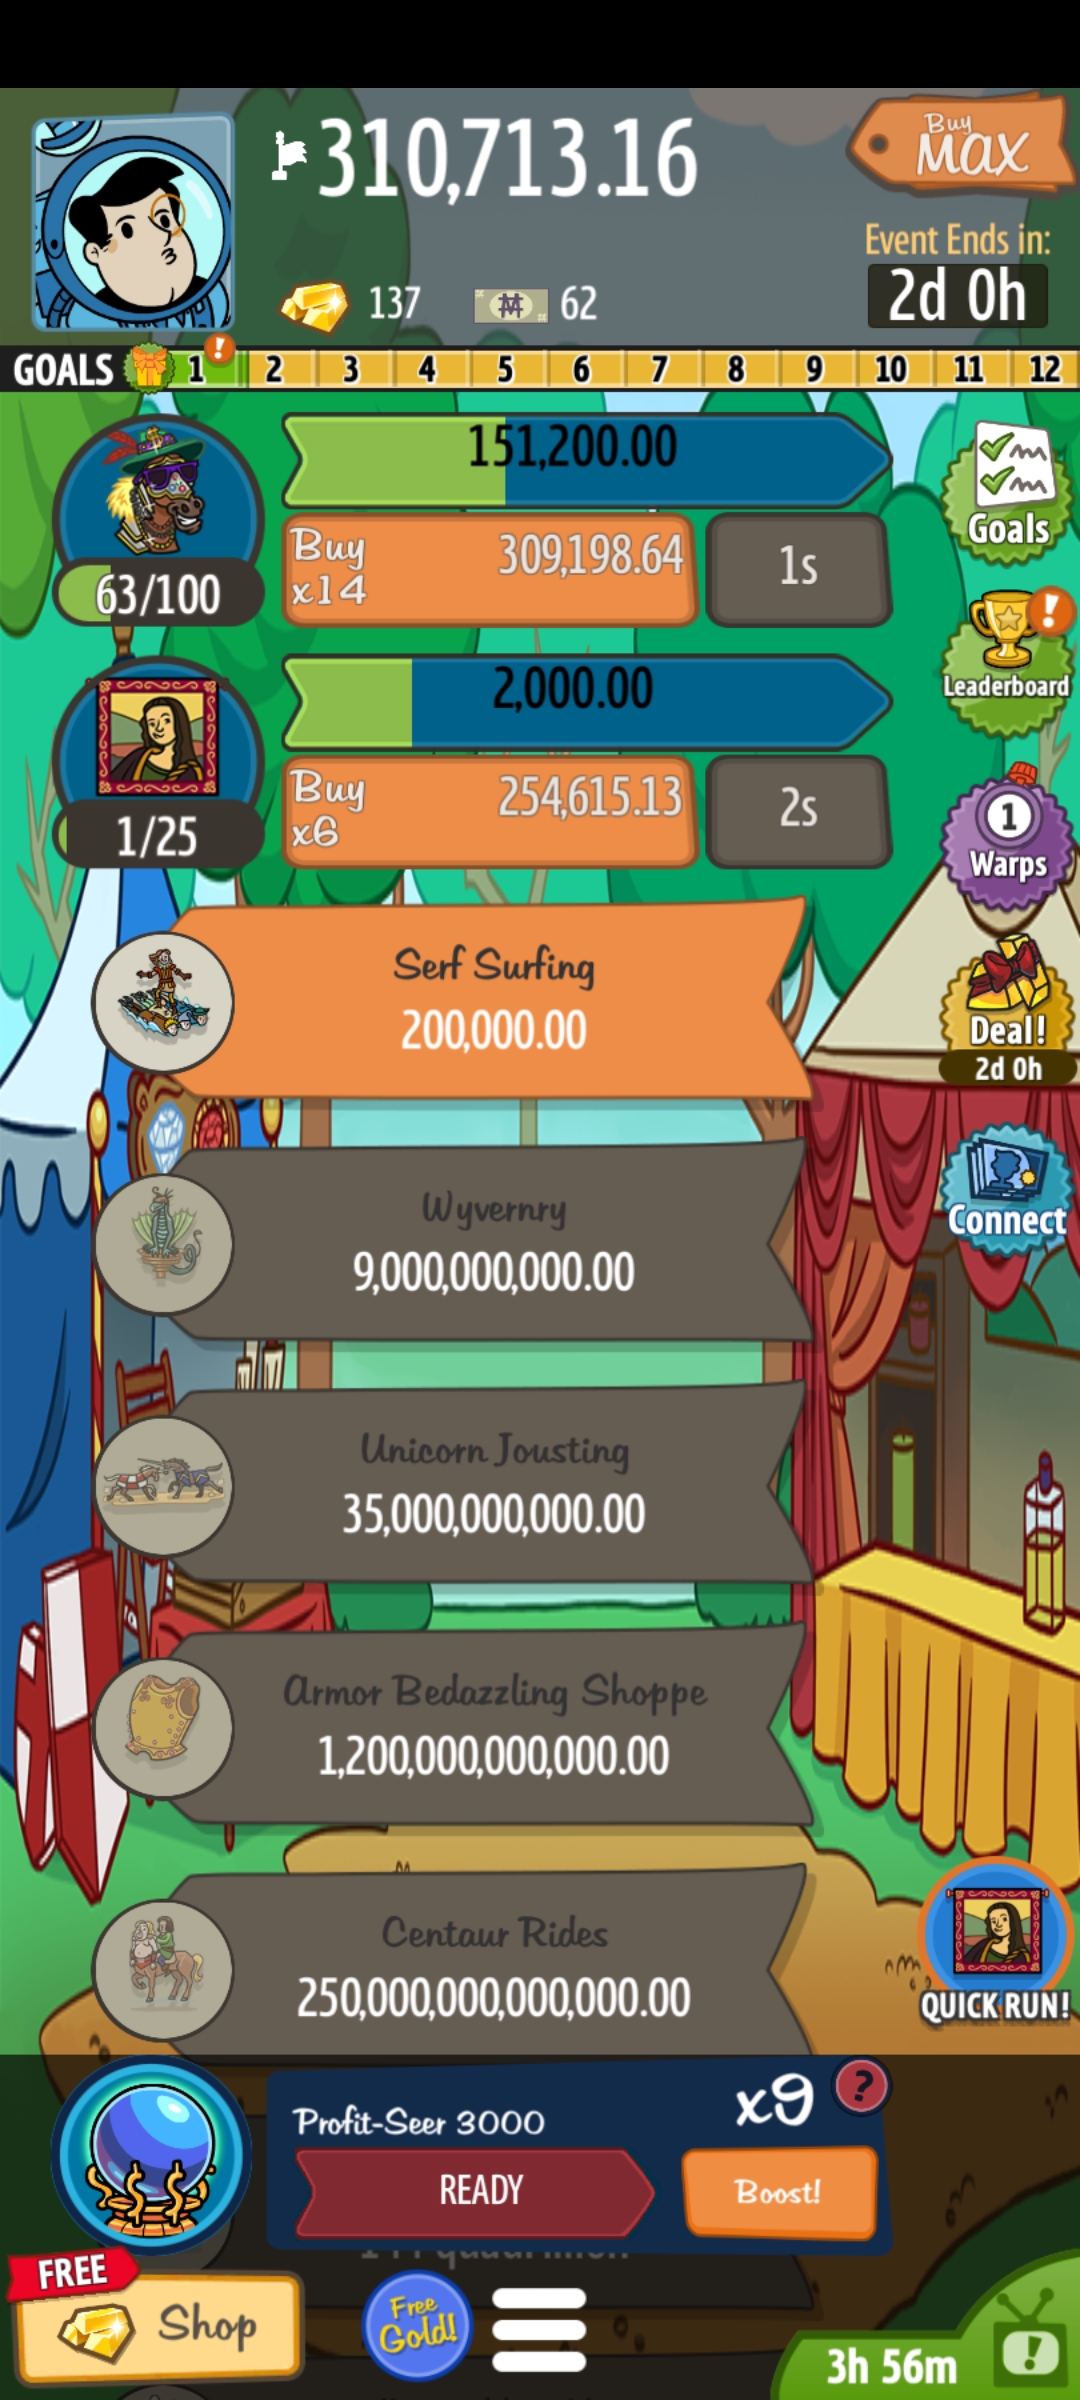 310,713.16
Buy
MAX
137
62
Event Ends in:
2d 0h
GOALS 1 ! 2 3 4 5 6 7 8 9 10 11 12
151,200.00
Buy
x14
309,198.64
1s
63/100
Goals
!
Leaderboard
2,000.00
Buy
x6
254,615.13
2s
1/25
1
Warps
Serf Surfing
200,000.00
Deal!
2d 0h
Wyvernry
9,000,000,000.00
Connect
Unicorn Jousting
35,000,000,000.00
Armor Bedazzling Shoppe
1,200,000,000,000.00
Centaur Rides
250,000,000,000,000.00
QUICK RUN!
Profit-Seer 3000
x9
?
READY
Boost!
FREE
Shop
Free
Gold!
3h 56m
!